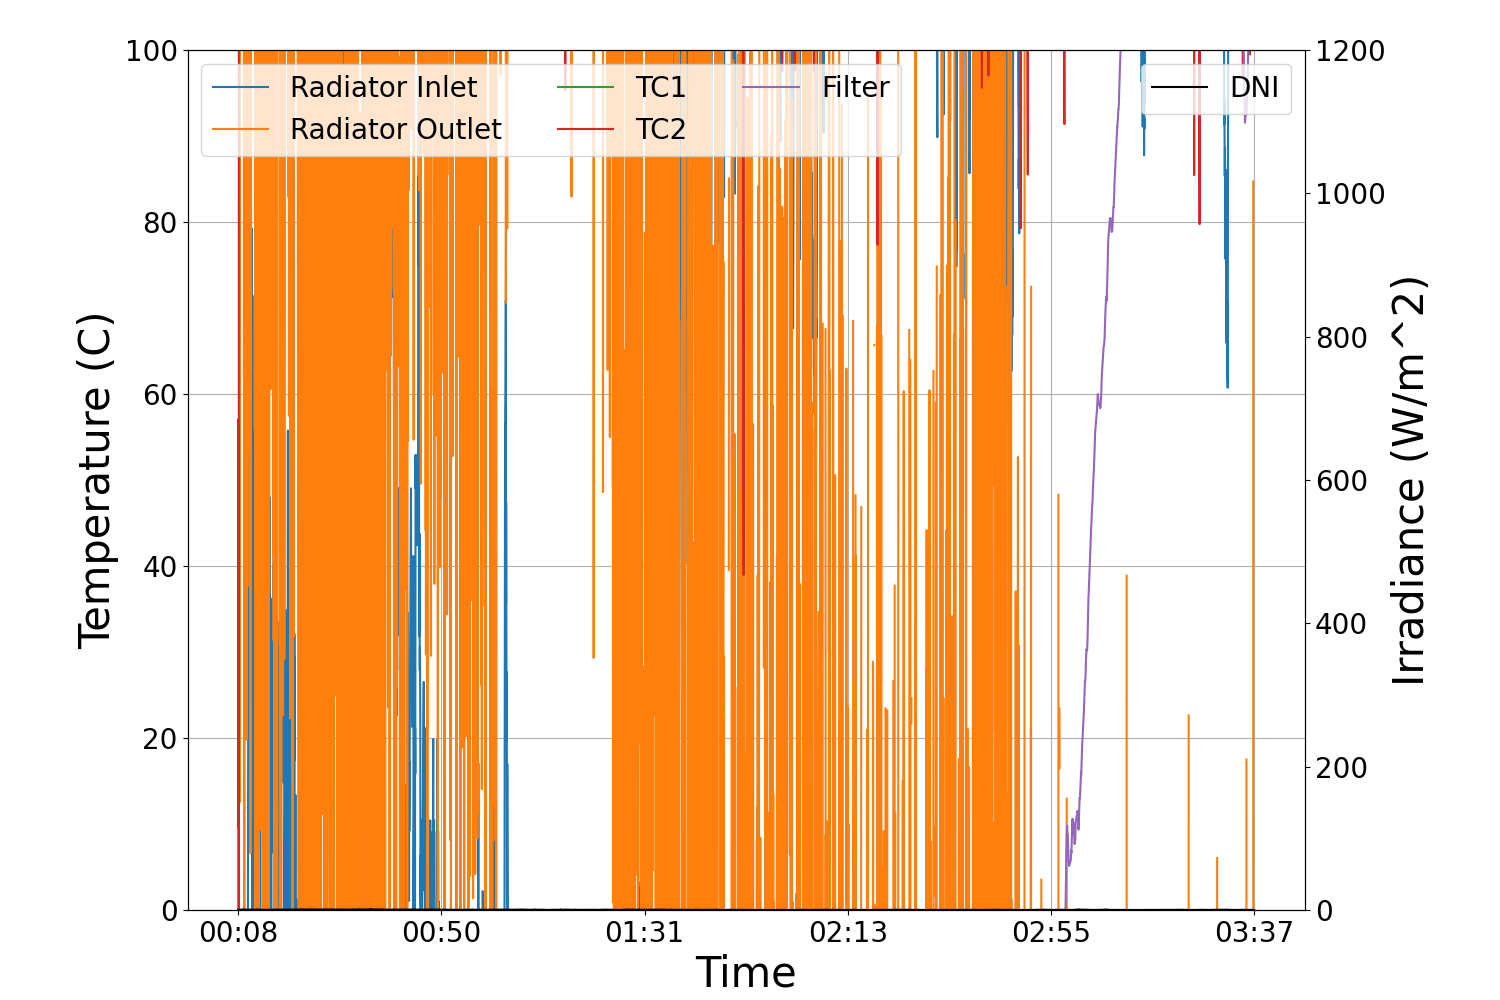 100
80
60
40
20
0
Temperature (C)
Radiator Inlet
Radiator Outlet
TC1
TC2
Filter
DNI
1200
1000
800
600
400
200
0
Irradiance (W/m^2)
00:08
00:50
01:31
02:13
02:55
03:37
Time